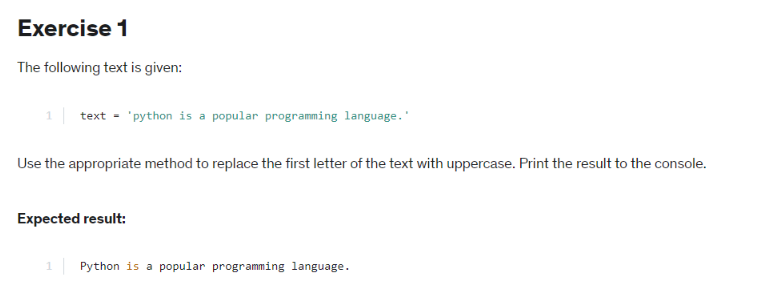 Exercise 1
The following text is given:
1 text = 'python is a popular programming language.'
Use the appropriate method to replace the first letter of the text with uppercase. Print the result to the console.
Expected result:
1 Python is a popular programming language.